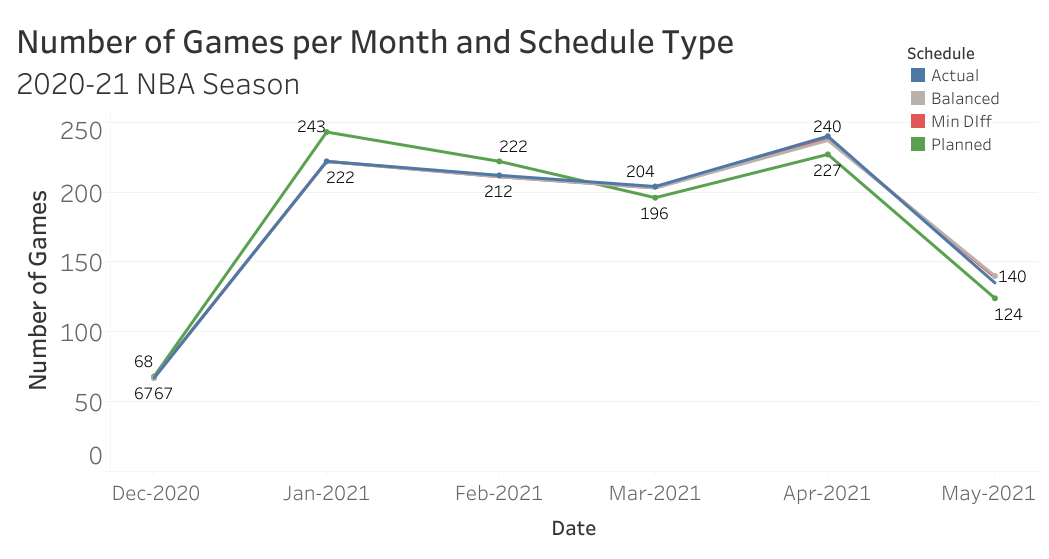 Number of Games per Month and Schedule Type
2020-21 NBA Season
Schedule
Actual
Balanced
Min DIff
Planned
Number of Games
250
200
150
100
50
0
243
222
222
212
204
196
240
227
140
124
68
6767
Dec-2020 Jan-2021 Feb-2021 Mar-2021 Apr-2021 May-2021
Date